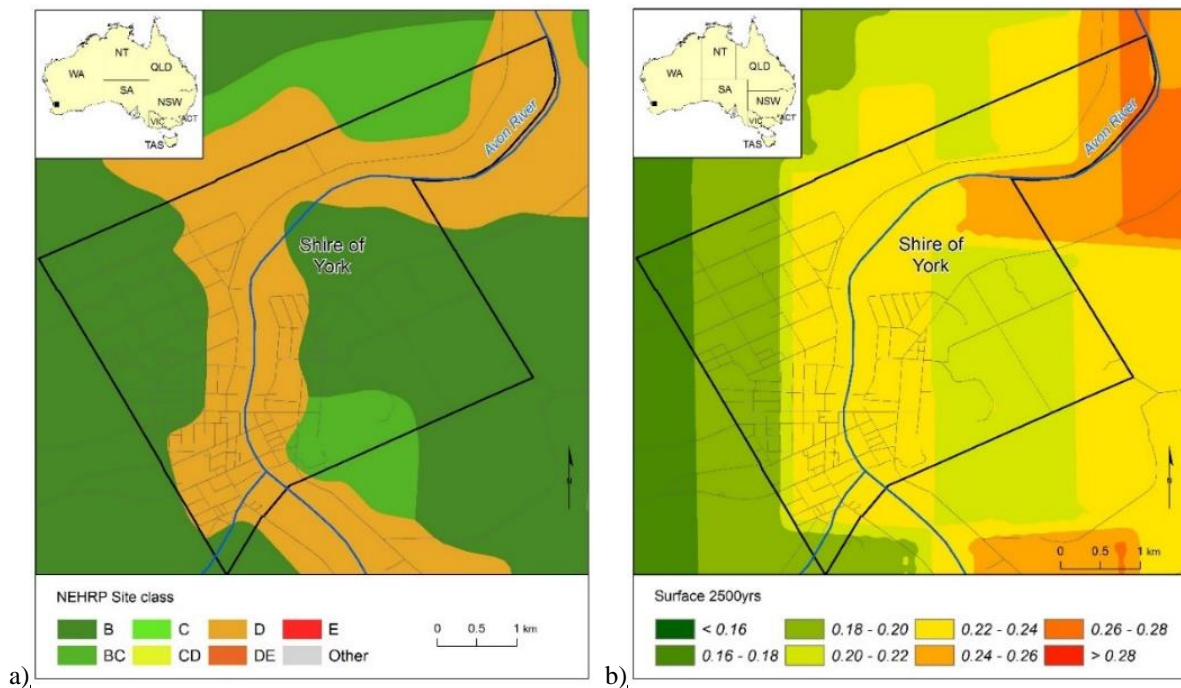 NT
WA
QLD
SA
NSW
ACT
VIC
TAS
Avon River
Shire of
York
N
NEHRP Site class
B C D E
BC CD DE Other
0 0.5 1 km
a)
NT
WA
QLD
SA
NSW
ACT
VIC
TAS
Avon River
Shire of
York
N
0 0.5 1 km
Surface 2500yrs
< 0.16 0.18 - 0.20 0.22 - 0.24 0.26 - 0.28
0.16 - 0.18 0.20 - 0.22 0.24 - 0.26 > 0.28
b)